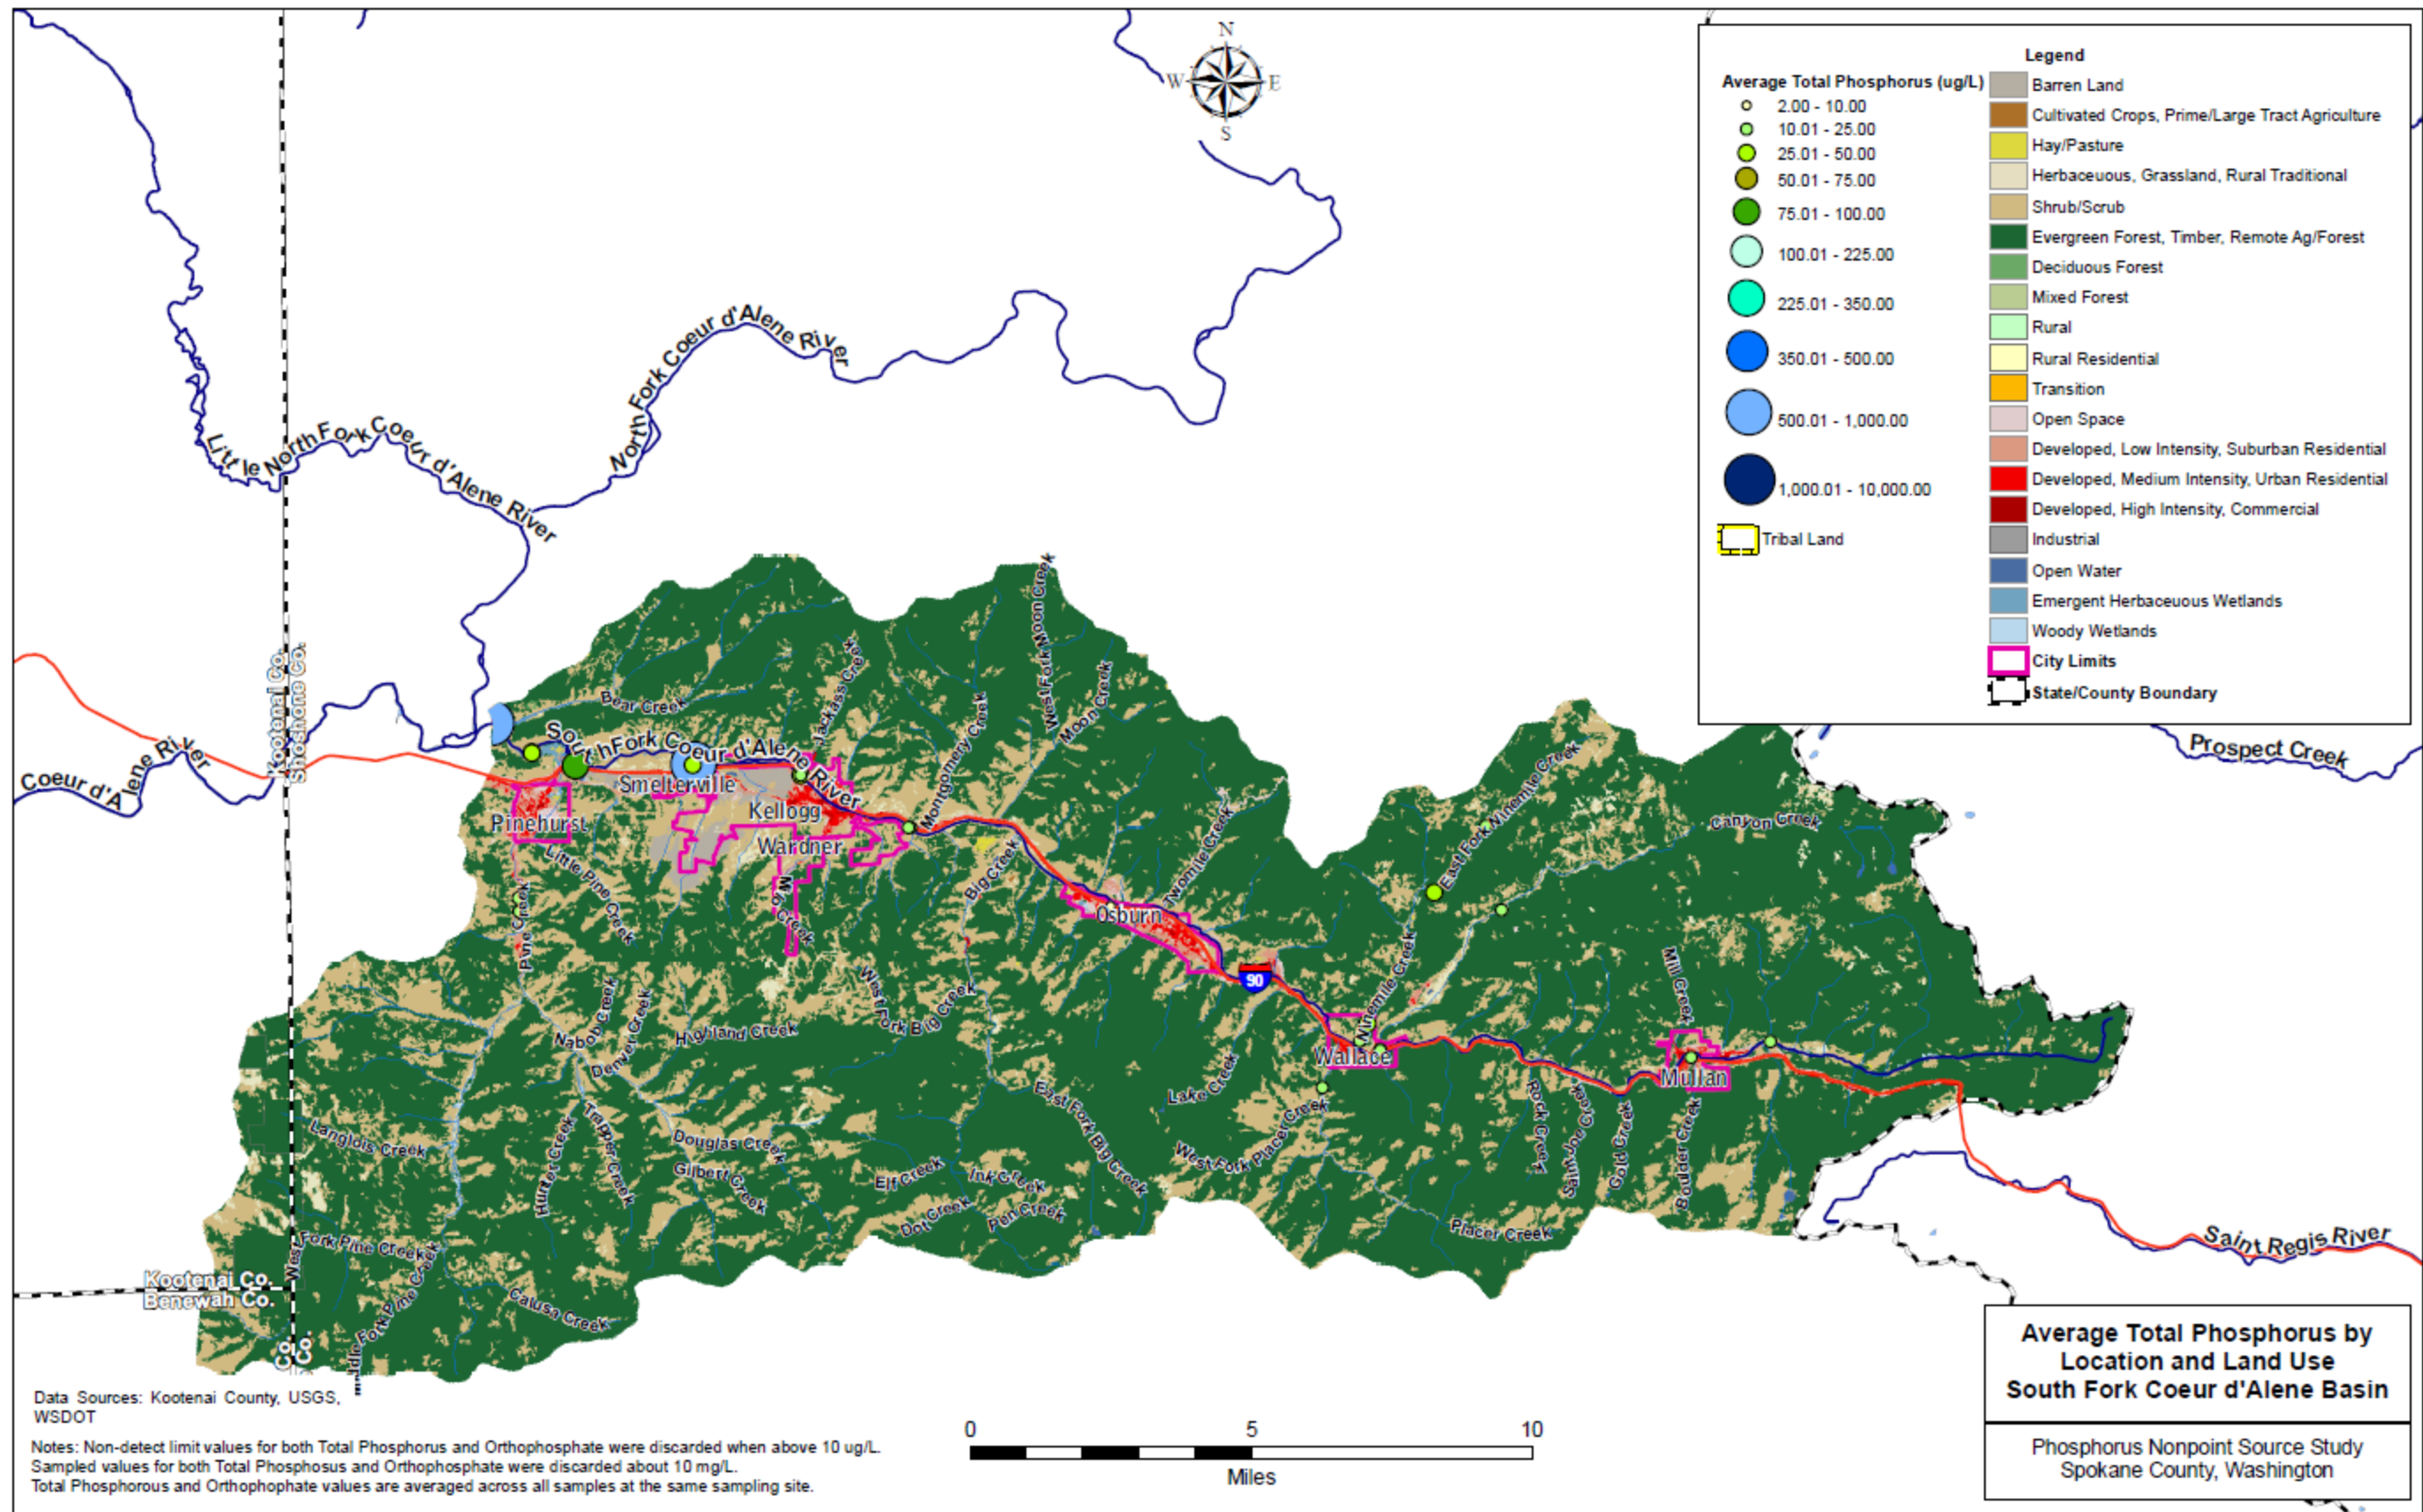 N
W
E
S
Legend
Average Total Phosphorus (ug/L)
2.00 - 10.00
10.01 - 25.00
25.01 - 50.00
50.01 - 75.00
75.01 - 100.00
100.01 - 225.00
225.01 - 350.00
350.01 - 500.00
500.01 - 1,000.00
1,000.01 - 10,000.00
Tribal Land
Barren Land
Cultivated Crops, Prime/Large Tract Agriculture
Hay/Pasture
Herbaceuous, Grassland, Rural Traditional
Shrub/Scrub
Evergreen Forest, Timber, Remote Ag/Forest
Deciduous Forest
Mixed Forest
Rural
Rural Residential
Transition
Open Space
Developed, Low Intensity, Suburban Residential
Developed, Medium Intensity, Urban Residential
Developed, High Intensity, Commercial
Industrial
Open Water
Emergent Herbaceuous Wetlands
Woody Wetlands
City Limits
State/County Boundary
North Fork Coeur d'Alene River
Little North Fork Coeur d'Alene River
Kootenai Co.
Shoshone Co.
Coeur d'Alene River
West Fork Moon Creek
Moon Creek
Jackass Creek
Bear Creek
Montgomery Creek
South Fork Coeur d'Alene River
Prospect Creek
Smelterville
Kellogg
Pinehurst
Wardner
East Fork Ninemile Creek
Canyon Creek
Twomile Creek
Big Creek
Little Pine Creek
Pine Creek
Milo Creek
Osburn
90
Ninemile Creek
Mill Creek
West Fork Big Creek
Nabob Creek
Denver Creek
Highland Creek
Wallace
Mullan
Lake Creek
East Fork Big Creek
West Fork Placer Creek
Rock Creek
Saint Joe Creek
Gold Creek
Boulder Creek
Langlois Creek
Hunter Creek
Trapper Creek
Douglas Creek
Gilbert Creek
Elf Creek
Ink Creek
Dot Creek
Pen Creek
Placer Creek
West Fork Pine Creek
Saint Regis River
Kootenai Co.
Benewah Co.
Calusa Creek
Fork Pine Creek
Co.
Co.
Data Sources: Kootenai County, USGS,
WSDOT
Notes: Non-detect limit values for both Total Phosphorus and Orthophosphate were discarded when above 10 ug/L.
Sampled values for both Total Phosphosus and Orthophosphate were discarded about 10 mg/L.
Total Phosphorous and Orthophophate values are averaged across all samples at the same sampling site.
0 5 10
Miles
Average Total Phosphorus by
Location and Land Use
South Fork Coeur d'Alene Basin
Phosphorus Nonpoint Source Study
Spokane County, Washington